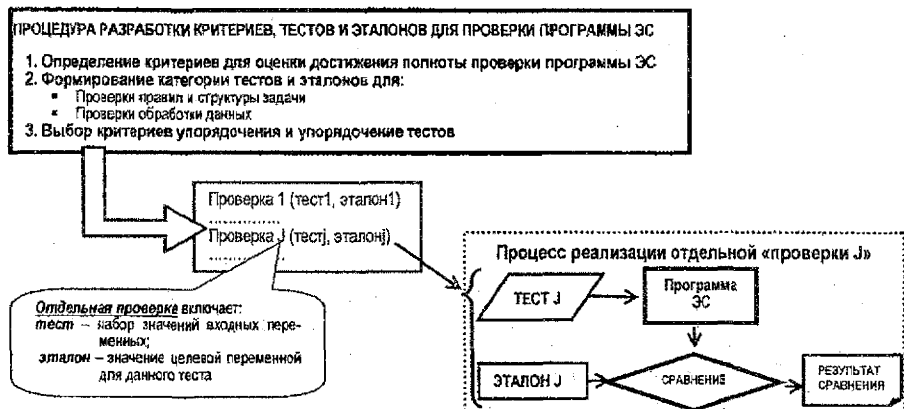 ПРОЦЕДУРА РАЗРАБОТКИ КРИТЕРИЕВ, ТЕСТОВ И ЭТАЛОНОВ ДЛЯ ПРОВЕРКИ ПРОГРАММЫ ЭС
1. Определение критериев для оценки достижения полноты проверки программы ЭС
2. Формирование категории тестов и эталонов для:
▪ Проверки правил и структуры задачи
▪ Проверки обработки данных
3. Выбор критериев упорядочения и упорядочение тестов
Проверка 1 (тест1, эталон1)
....................
Проверка J (тестj, эталонj)
....................
Отдельная проверке включает:
тест – набор значений входных пере-
менных;
эталон – значение целевой переменной
для данного теста
Процесс реализации отдельной «проверки J»
ТЕСТ J
Программа
ЭС
ЭТАЛОН J
СРАВНЕНИЕ
РЕЗУЛЬТАТ
СРАВНЕНИЯ